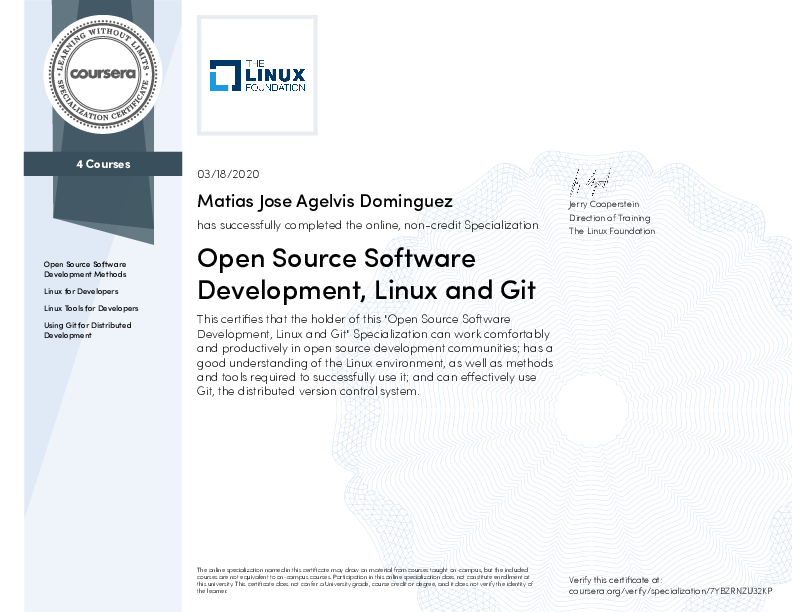 LEARNING WITHOUT LIMITS
coursera
SPECIALIZATION CERTIFICATE
THE
LINUX
FOUNDATION
4 Courses
Open Source Software
Development Methods
Linux for Developers
Linux Tools for Developers
Using Git for Distributed
Development
03/18/2020
Matias Jose Agelvis Dominguez
has successfully completed the online, non-credit Specialization
Open Source Software
Development, Linux and Git
This certifies that the holder of this "Open Source Software
Development, Linux and Git" Specialization can work comfortably
and productively in open source development communities; has a
good understanding of the Linux environment, as well as methods
and tools required to successfully use it; and can effectively use
Git, the distributed version control system.
Jerry Cooperstein
Direction of Training
The Linux Foundation
The online specialization named in this certificate may draw on material from courses taught on-campus, but the included
courses are not equivalent to on-campus courses. Participation in this online specialization does not constitute enrollment at
this university. This certificate does not confer a University grade, course credit or degree, and it does not verify the identity of
the learner.
Verify this certificate at:
coursera.org/verify/specialization/7YBZRNZU32KP